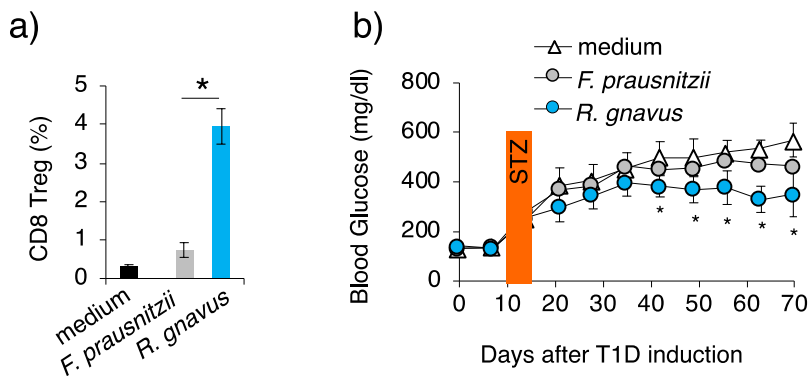 a)
CD8 Treg (%)
5
4
3
2
1
0
*
medium
F. prausnitzii
R. gnavus
b)
medium
F. prausnitzii
R. gnavus
Blood Glucose (mg/dl)
800
600
400
200
0
STZ
* * * * *
0 10 20 30 40 50 60 70
Days after T1D induction